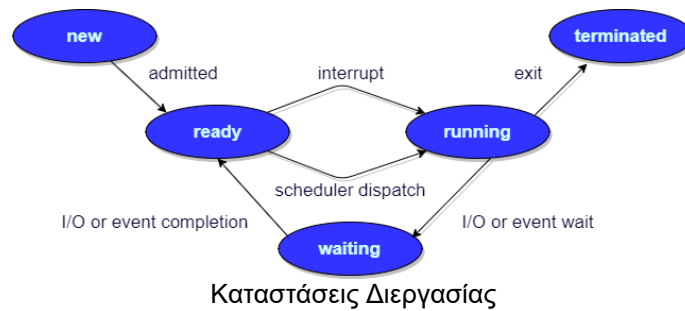 new
terminated
admitted
interrupt
exit
ready
running
scheduler dispatch
I/O or event completion
I/O or event wait
waiting
Καταστάσεις Διεργασίας